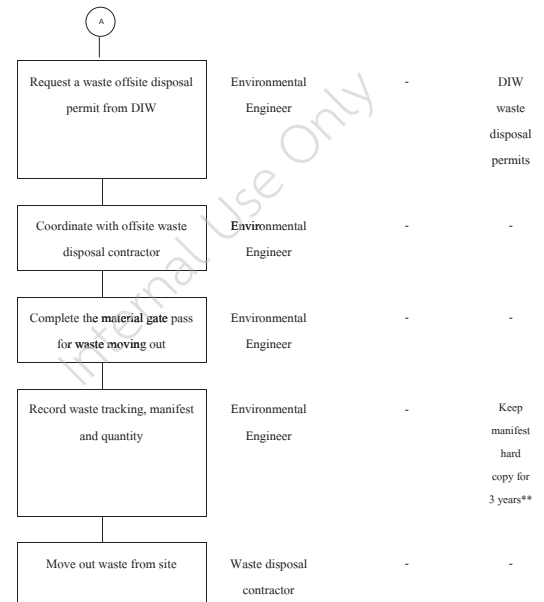 A
Request a waste offsite disposal
permit from DIW
Environmental
Engineer
-
DIW
waste
disposal
permits
Coordinate with offsite waste
disposal contractor
Environmental
Engineer
-
-
Complete the material gate pass
for waste moving out
Environmental
Engineer
-
-
Record waste tracking, manifest
and quantity
Environmental
Engineer
-
Keep
manifest
hard
copy for
3 years**
Move out waste from site
Waste disposal
contractor
-
-
Internal Use Only